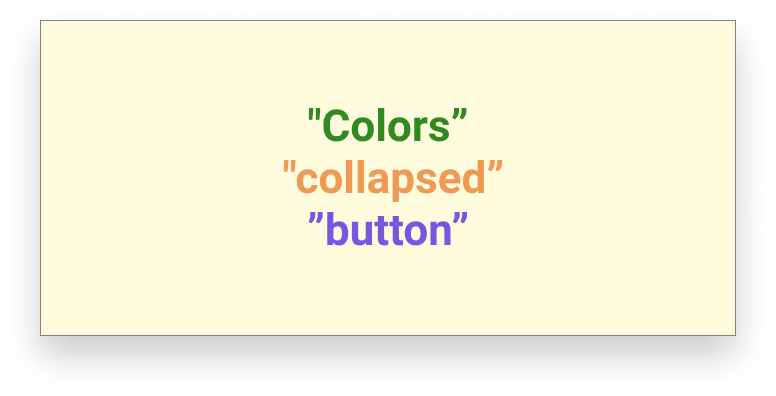 "Colors”
"collapsed”
”button”